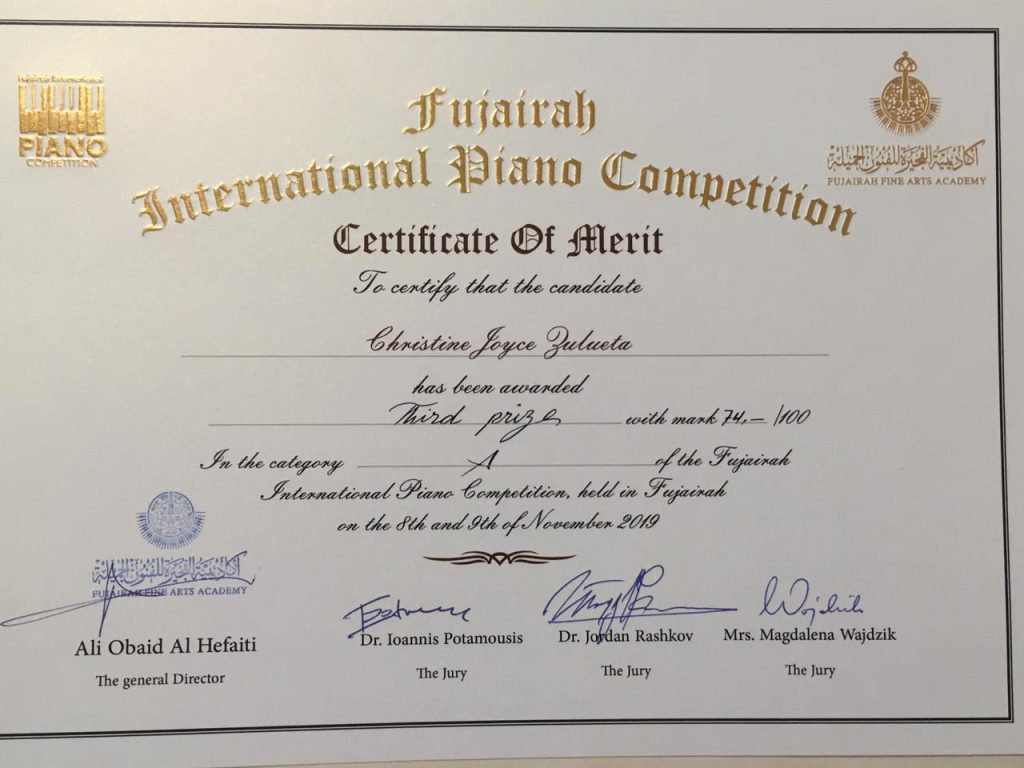 Fujairah International
PIANO
COMPETITION
أكاديمية الفجيرة للفنون الجميلة
FUJAIRAH FINE ARTS ACADEMY
Fujairah
International Piano Competition
Certificate Of Merit
To certify that the candidate
Christine Joyce Zulueta
has been awarded
Third prize with mark 74,— /100
In the category A of the Fujairah
International Piano Competition, held in Fujairah
on the 8th and 9th of November 2019
أكاديمية الفجيرة للفنون الجميلة
FUJAIRAH FINE ARTS ACADEMY
Ali Obaid Al Hefaiti
The general Director
Dr. Ioannis Potamousis
The Jury
Dr. Jordan Rashkov
The Jury
Mrs. Magdalena Wajdzik
The Jury